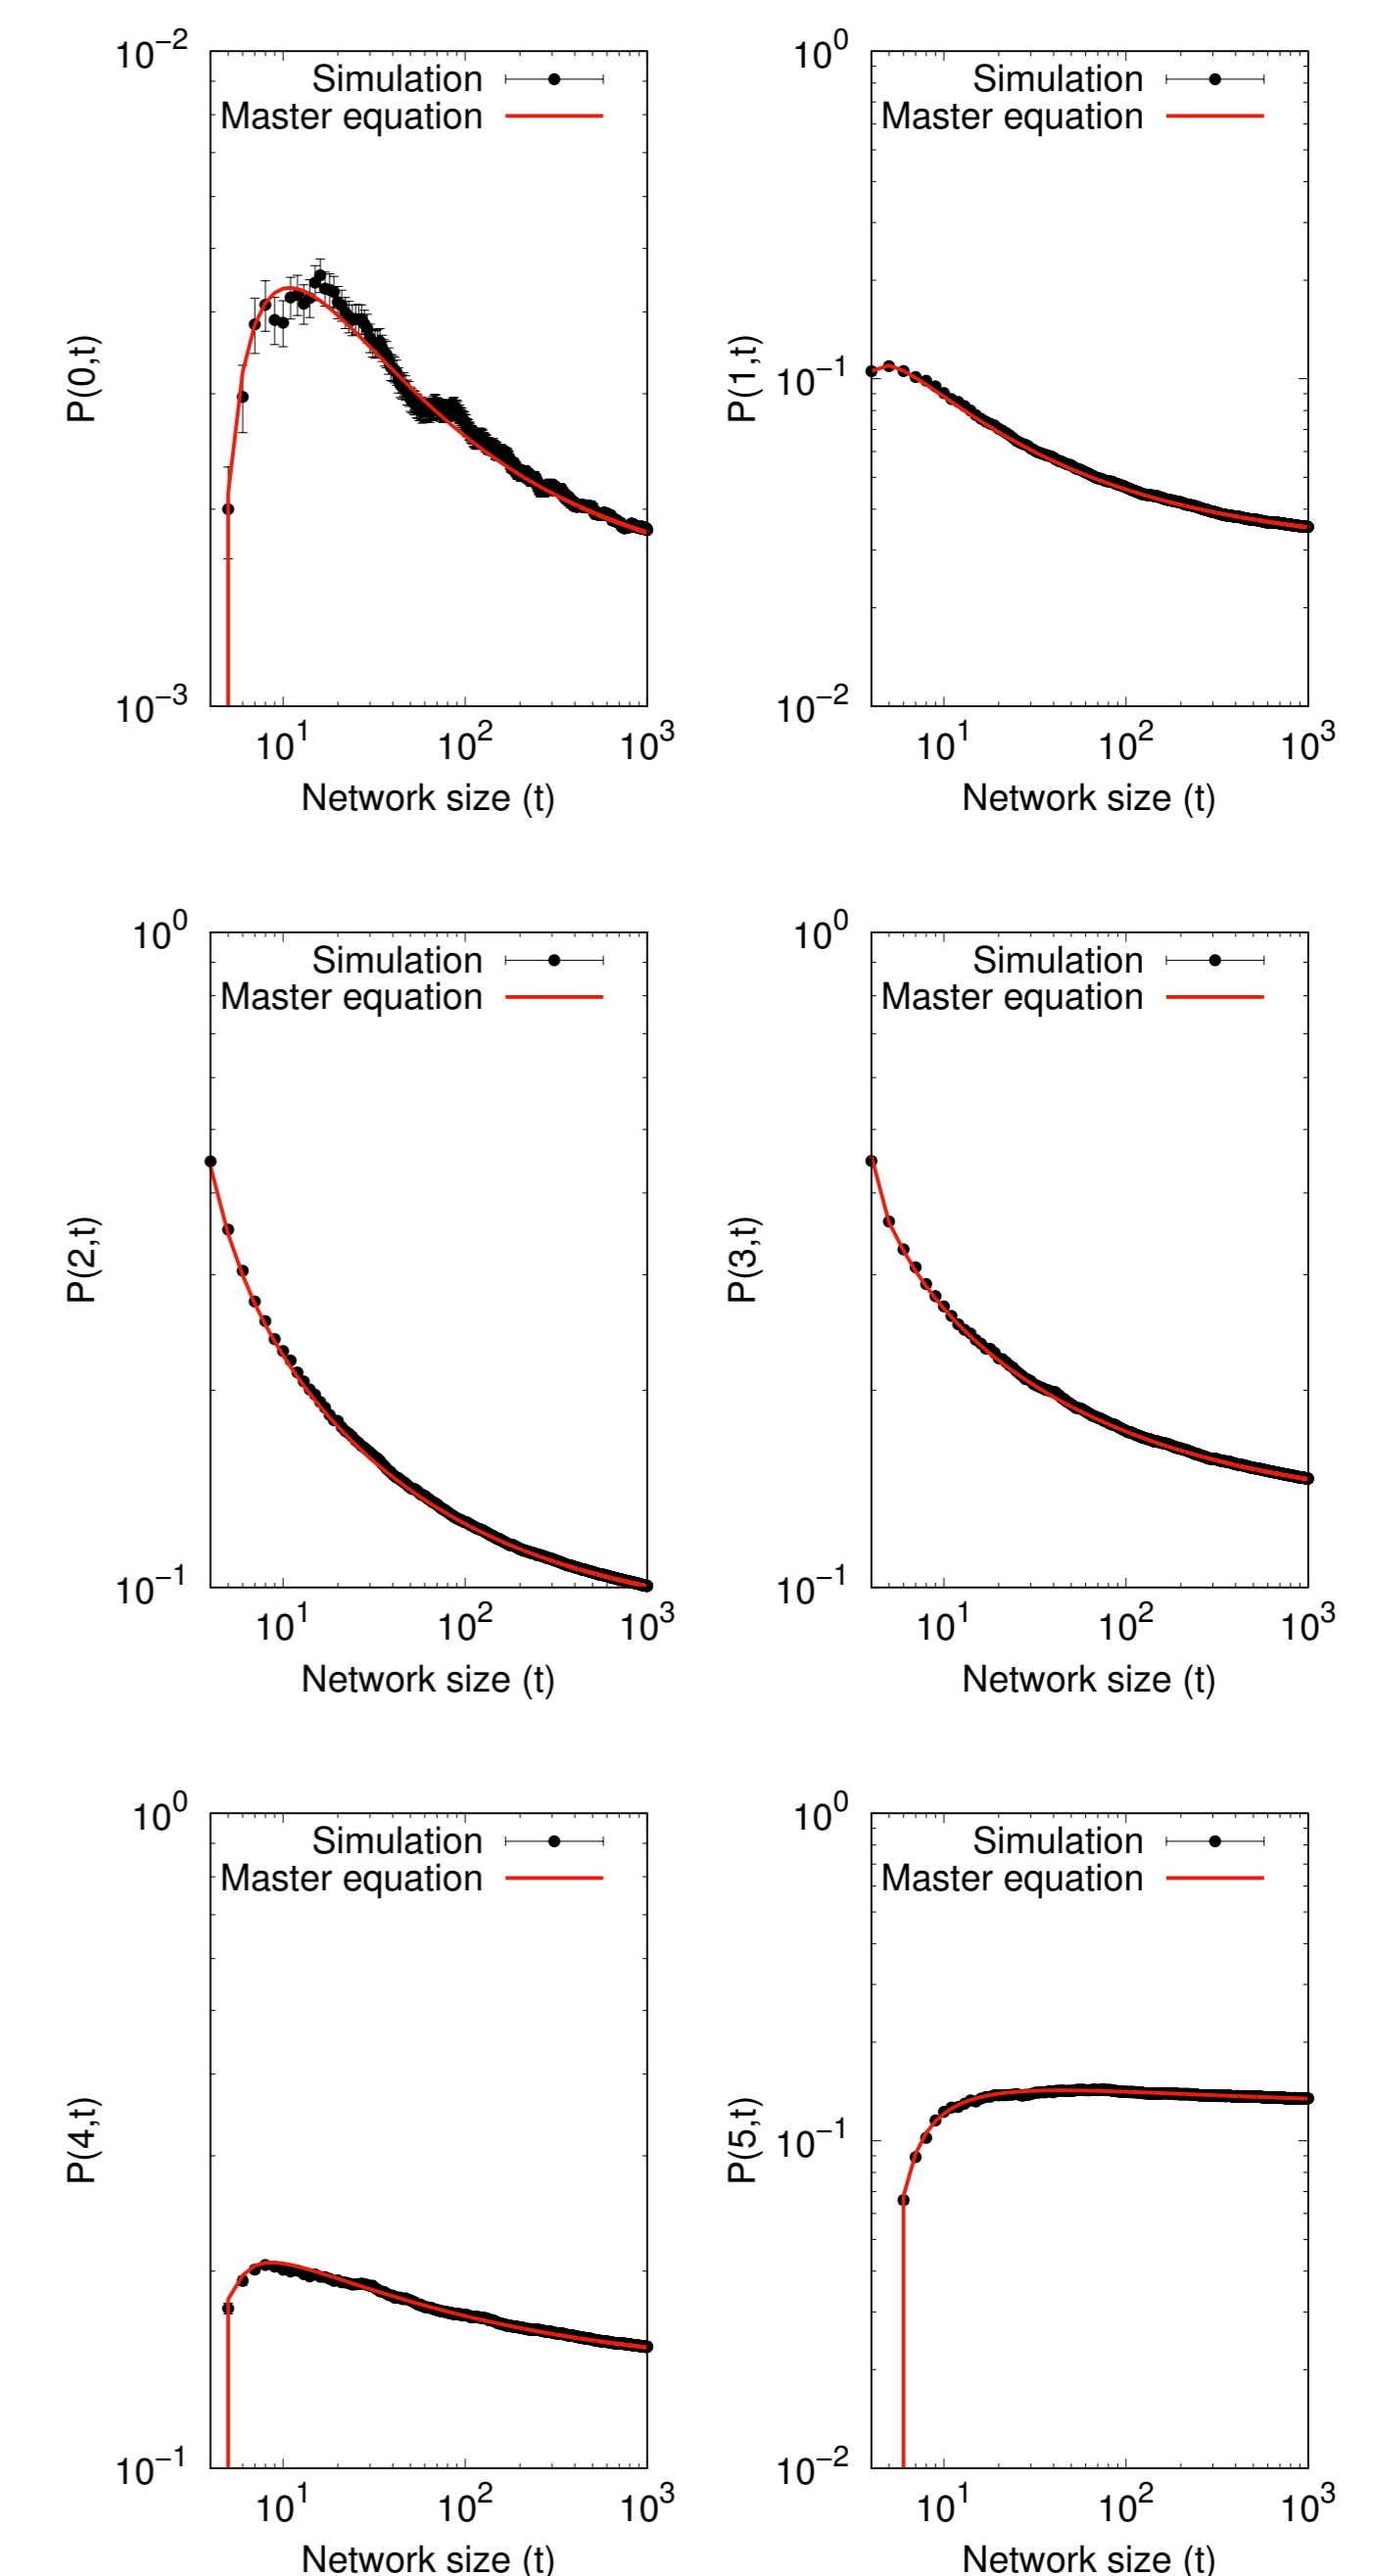 10^−2
Simulation
Master equation
P(0,t)
10^−3
10^1 10^2 10^3
Network size (t)
10^0
Simulation
Master equation
P(1,t)
10^−1
10^−2
10^1 10^2 10^3
Network size (t)
10^0
Simulation
Master equation
P(2,t)
10^−1
10^1 10^2 10^3
Network size (t)
10^0
Simulation
Master equation
P(3,t)
10^−1
10^1 10^2 10^3
Network size (t)
10^0
Simulation
Master equation
P(4,t)
10^−1
10^1 10^2 10^3
Network size (t)
10^0
Simulation
Master equation
P(5,t)
10^−1
10^−2
10^1 10^2 10^3
Network size (t)